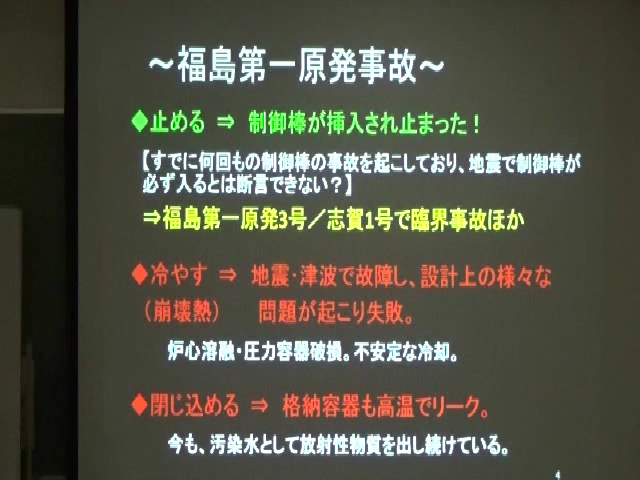 ～福島第一原発事故～
◆止める ⇒ 制御棒が挿入され止まった！
【すでに何回もの制御棒の事故を起こしており、地震で制御棒が
必ず入るとは断言できない？】
⇒福島第一原発3号／志賀1号で臨界事故ほか
◆冷やす ⇒ 地震・津波で故障し、設計上の様々な
（崩壊熱） 問題が起こり失敗。
炉心溶融・圧力容器破損。不安定な冷却。
◆閉じ込める ⇒ 格納容器も高温でリーク。
今も、汚染水として放射性物質を出し続けている。
4